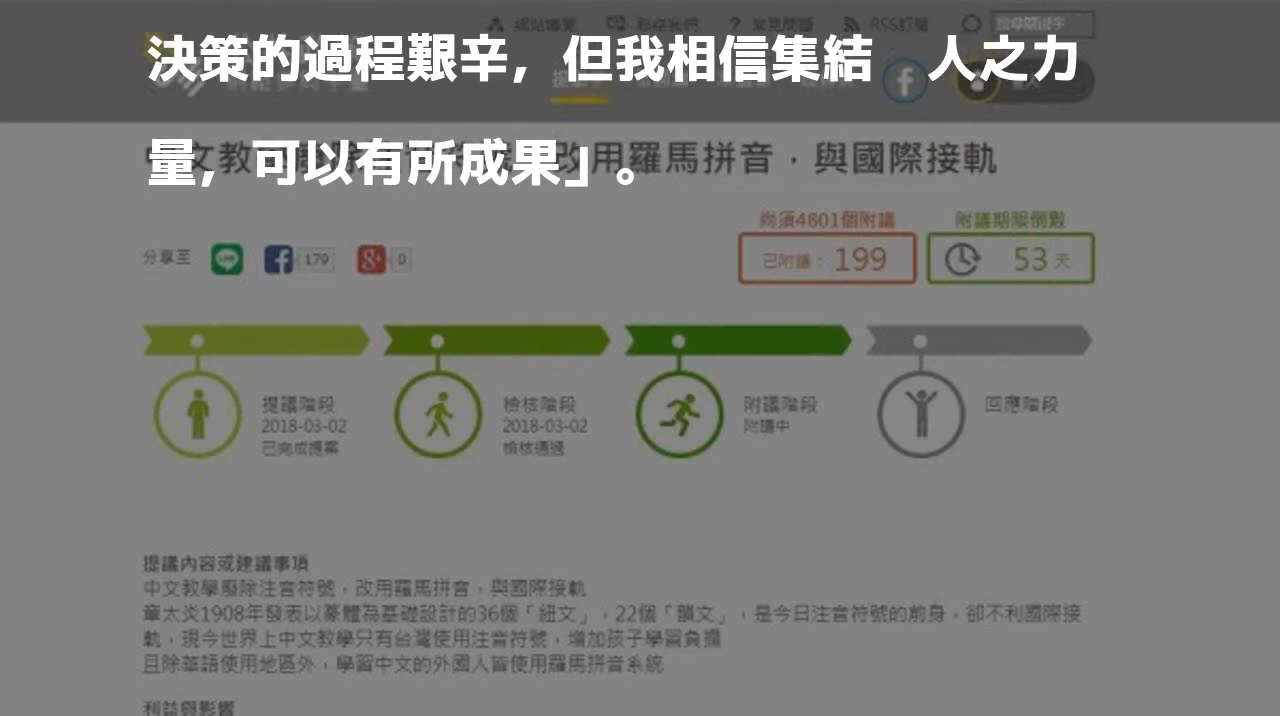 網站導覽 聯絡我們 ? 常見問題 RSS訂閱 搜尋關鍵字
決策的過程艱辛，但我相信集結　人之力
量，可以有所成果」。
改用羅馬拼音，與國際接軌
尚須4801個附議 附議期限倒數
分享至 179 0 已附議： 199 53 天
提議階段 檢核階段 附議階段 回應階段
2018-03-02 2018-03-02 附議中
已完成提案 檢核通過
提議內容或建議事項
中文教學廢除注音符號，改用羅馬拼音，與國際接軌
章太炎1908年發表以篆體為基礎設計的36個「紐文」，22個「韻文」，是今日注音符號的前身，卻不利國際接
軌，現今世界上中文教學只有台灣使用注音符號，增加孩子學習負擔
且除華語使用地區外，學習中文的外國人皆使用羅馬拼音系統
利益與影響